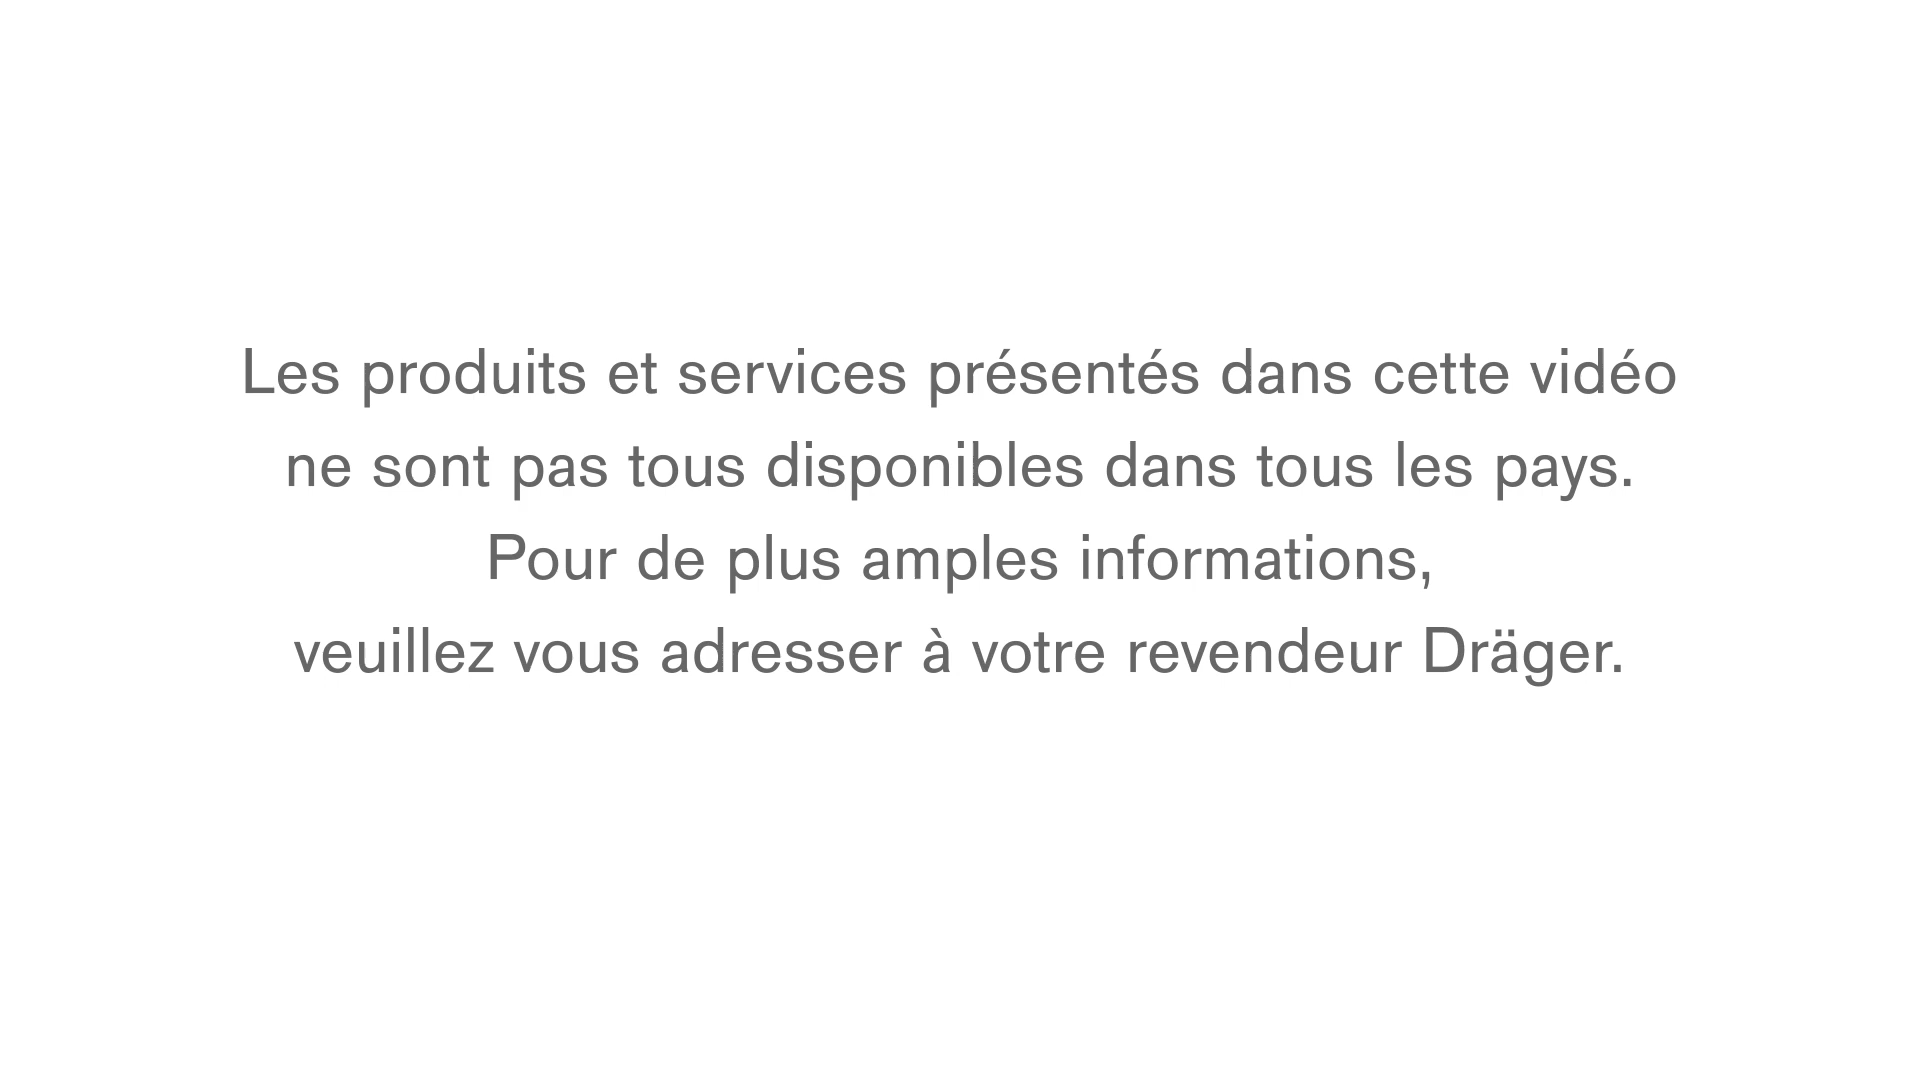 Les produits et services présentés dans cette vidéo
ne sont pas tous disponibles dans tous les pays.
Pour de plus amples informations,
veuillez vous adresser à votre revendeur Dräger.